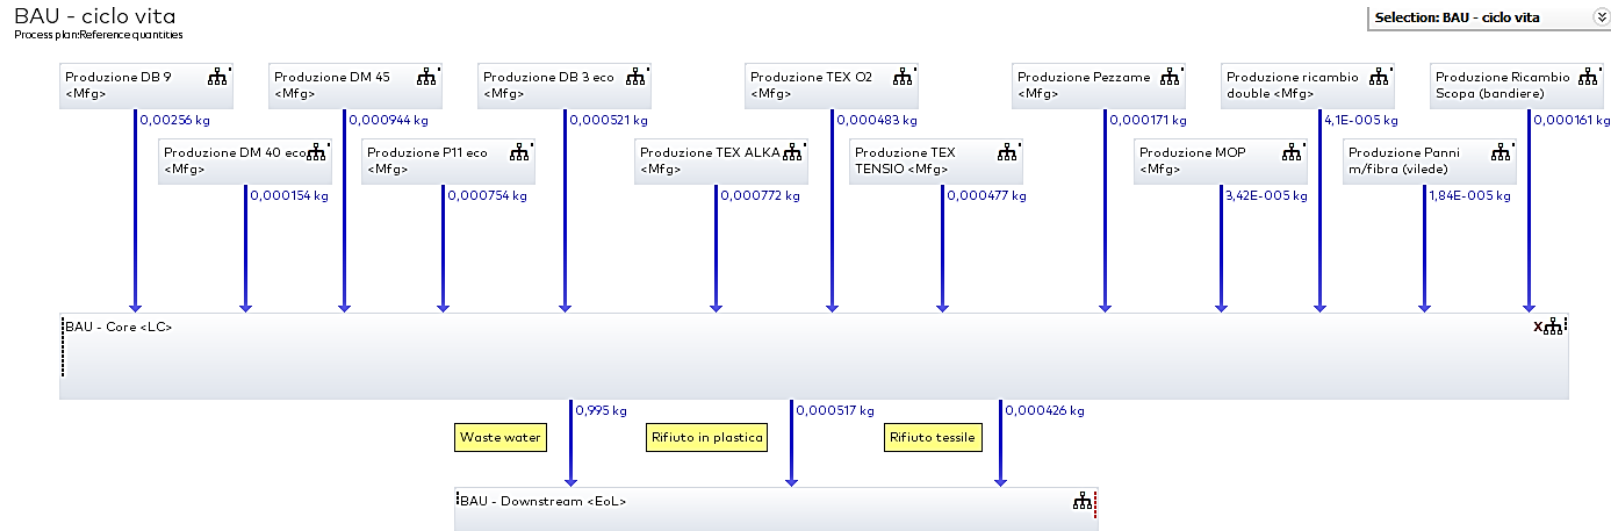 BAU - ciclo vita
Process plan:Reference quantities
Selection: BAU - ciclo vita
Produzione DB 9
<Mfg>
Produzione DM 45
<Mfg>
Produzione DB 3 eco
<Mfg>
Produzione TEX O2
<Mfg>
Produzione Pezzame
<Mfg>
Produzione ricambio
double <Mfg>
Produzione Ricambio
Scopa (bandiere)
0,00256 kg
0,000944 kg
0,000521 kg
0,000483 kg
0,000171 kg
4,1E-005 kg
0,000161 kg
Produzione DM 40 eco
<Mfg>
Produzione P11 eco
<Mfg>
Produzione TEX ALKA
<Mfg>
Produzione TEX
TENSIO <Mfg>
Produzione MOP
<Mfg>
Produzione Panni
m/fibra (vilede)
0,000154 kg
0,000754 kg
0,000772 kg
0,000477 kg
3,42E-005 kg
1,84E-005 kg
BAU - Core <LC>
X
0,995 kg
0,000517 kg
0,000426 kg
Waste water
Rifiuto in plastica
Rifiuto tessile
BAU - Downstream <EoL>